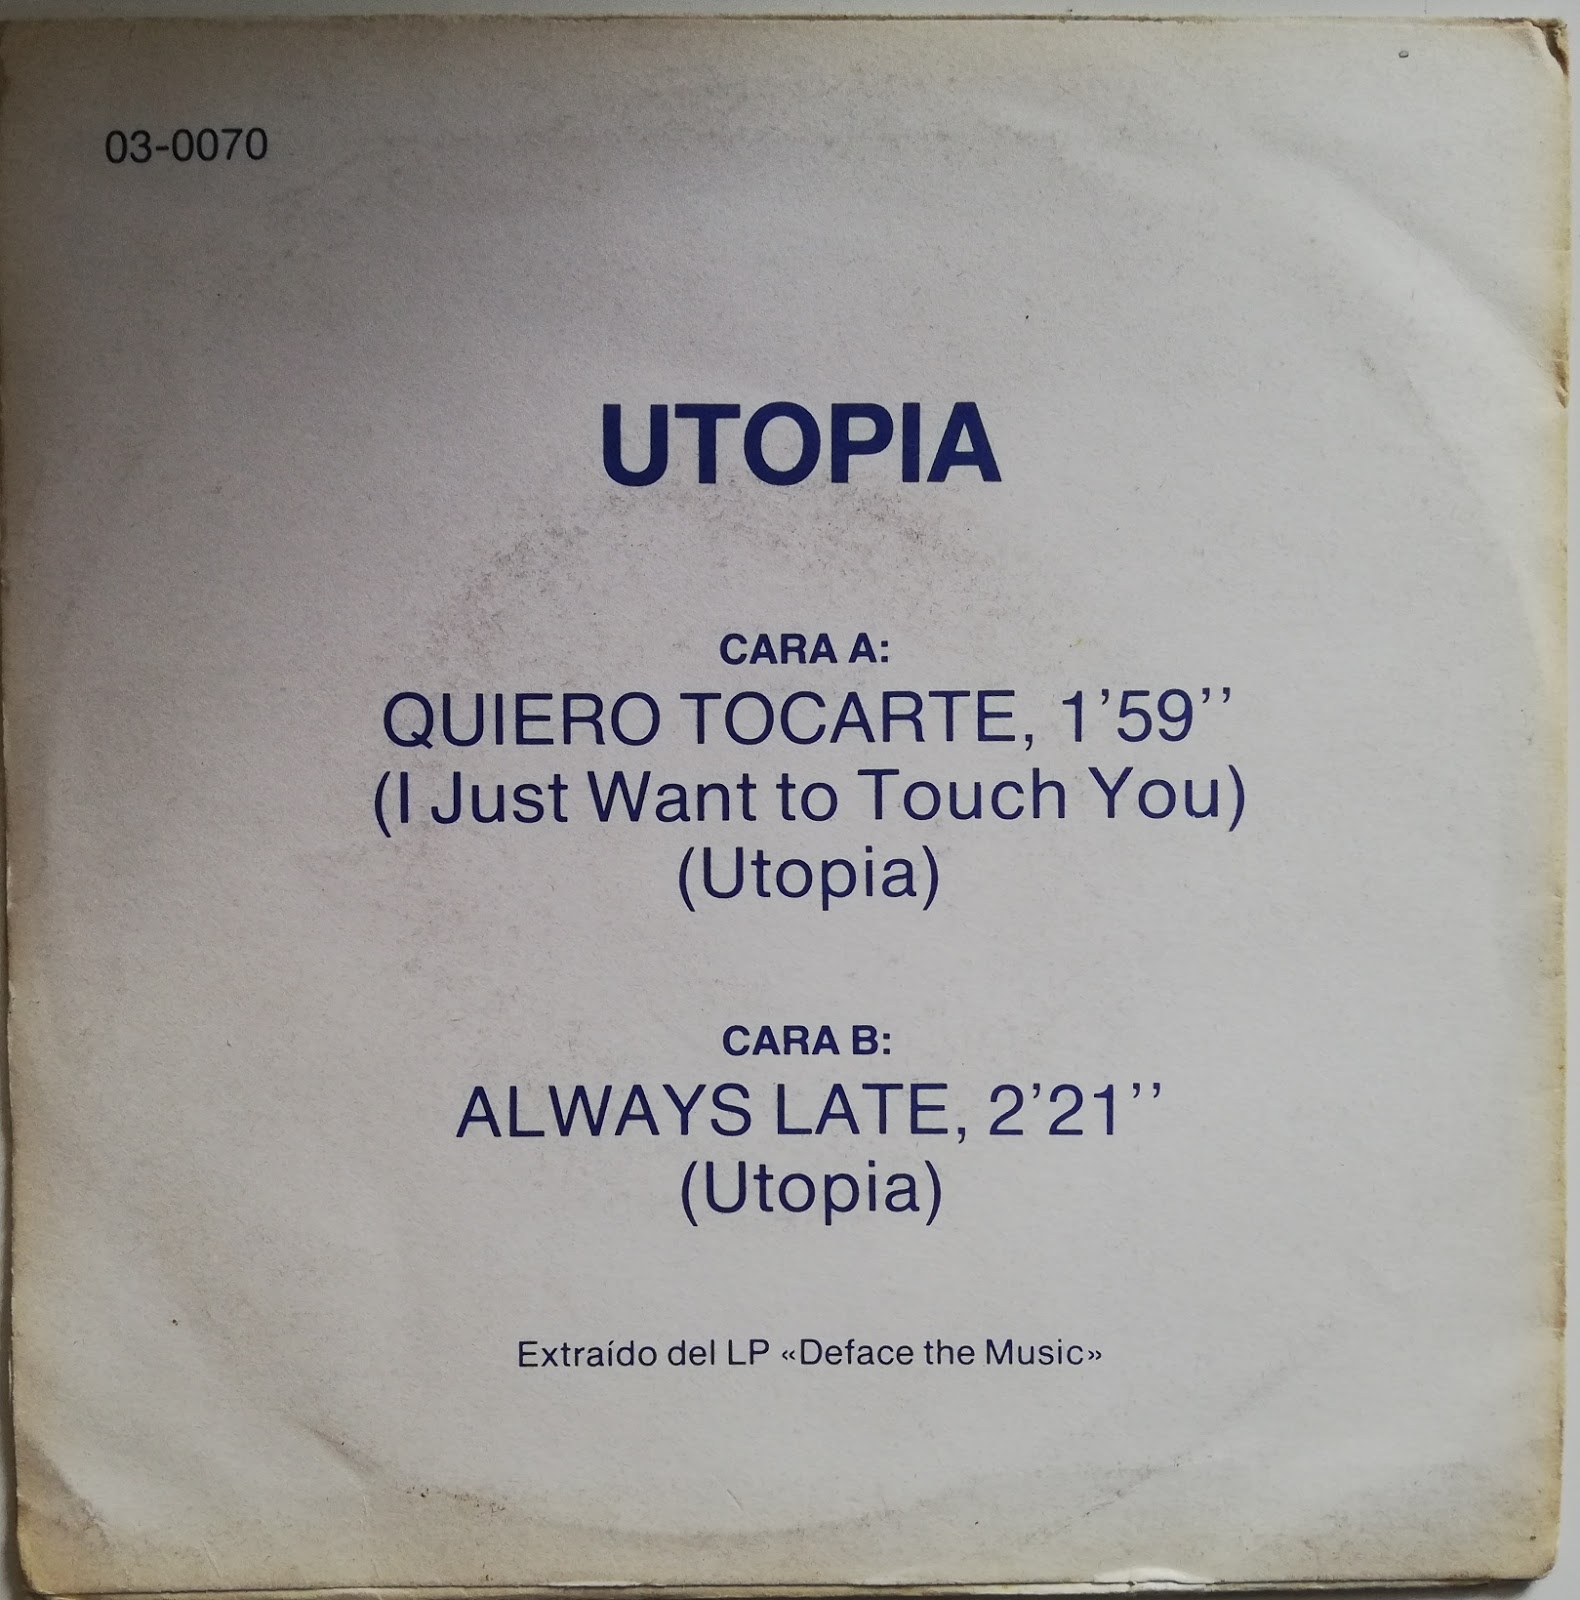 03-0070
UTOPIA
CARA A:
QUIERO TOCARTE, 1’59’’
(I Just Want to Touch You)
(Utopia)
CARA B:
ALWAYS LATE, 2’21’’
(Utopia)
Extraído del LP «Deface the Music»